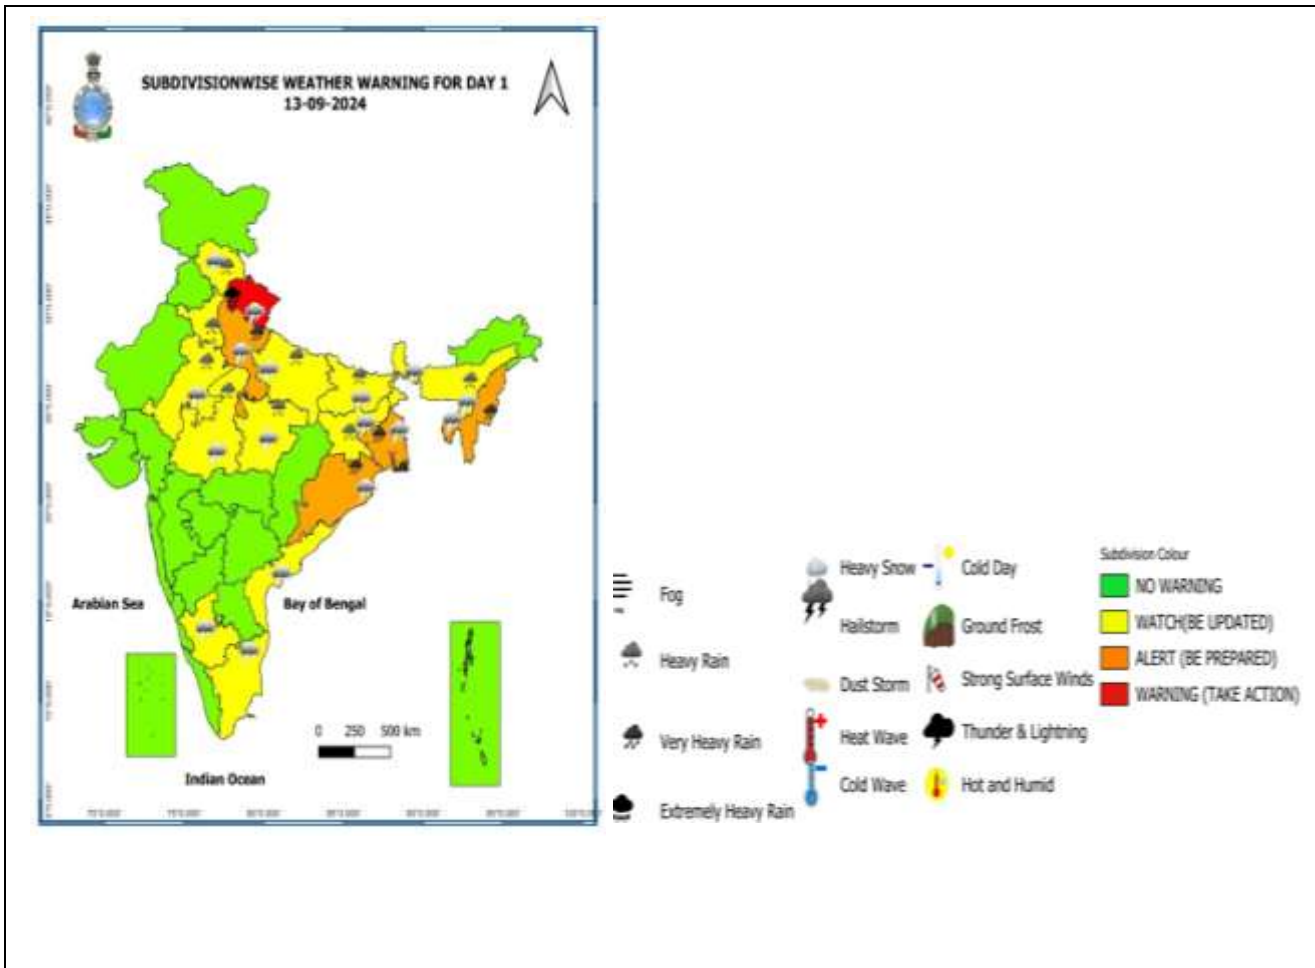 SUBDIVISIONWISE WEATHER WARNING FOR DAY 1
13-09-2024
Arabian Sea
Bay of Bengal
0 250 500 km
Indian Ocean
Fog
Heavy Rain
Very Heavy Rain
Extremely Heavy Rain
Heavy Snow
Hailstorm
Dust Storm
Heat Wave
Cold Wave
Cold Day
Ground Frost
Strong Surface Winds
Thunder & Lightning
Hot and Humid
Subdivision Colour
NO WARNING
WATCH(BE UPDATED)
ALERT (BE PREPARED)
WARNING (TAKE ACTION)